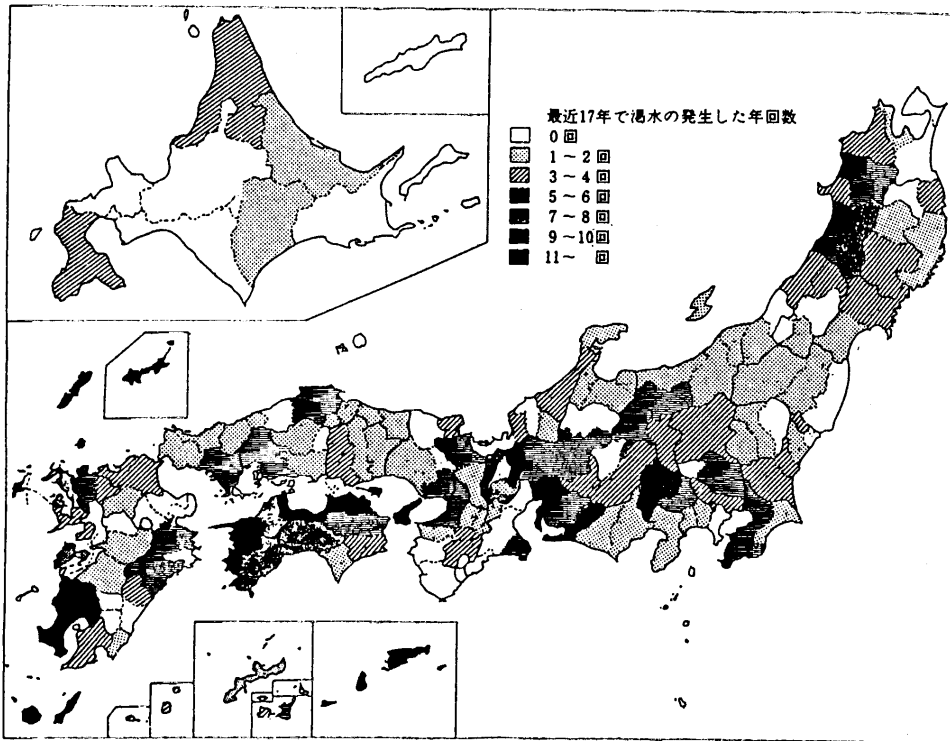 最近17年で渇水の発生した年回数
0回
1～2回
3～4回
5～6回
7～8回
9～10回
11～ 回